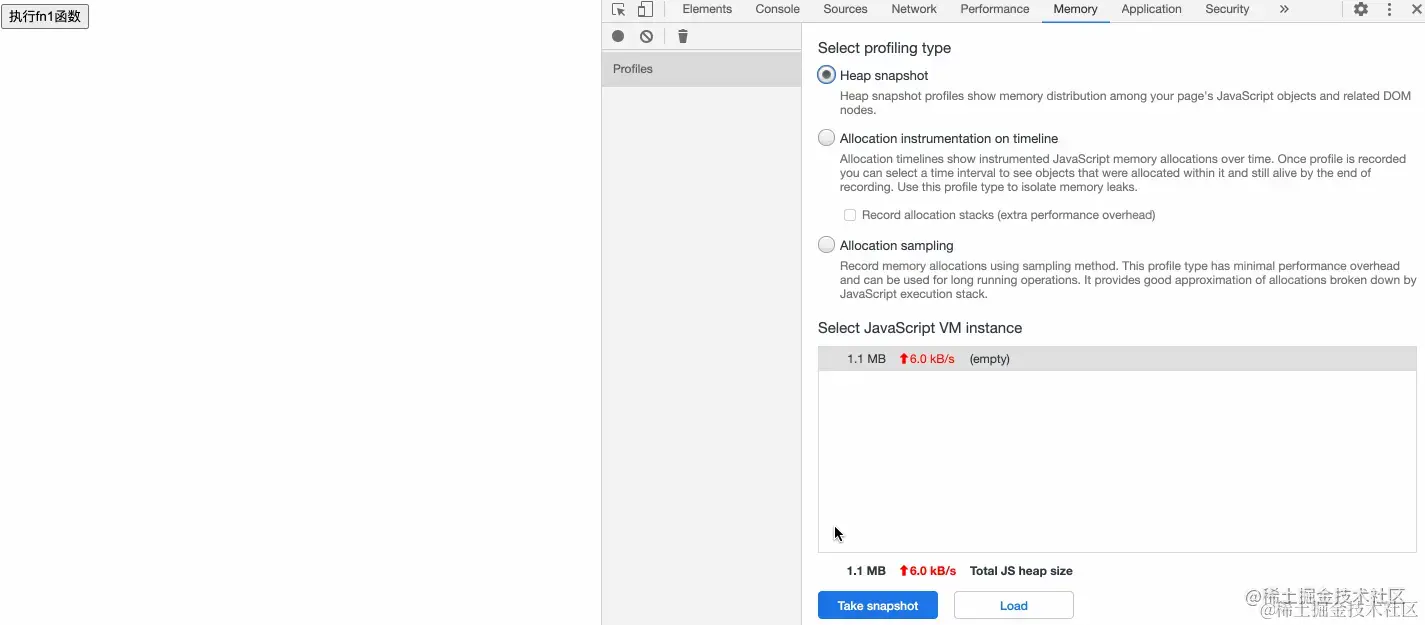 执行fn1函数
Elements Console Sources Network Performance Memory Application Security »
Profiles
Select profiling type
Heap snapshot
Heap snapshot profiles show memory distribution among your page's JavaScript objects and related DOM
nodes.
Allocation instrumentation on timeline
Allocation timelines show instrumented JavaScript memory allocations over time. Once profile is recorded
you can select a time interval to see objects that were allocated within it and still alive by the end of
recording. Use this profile type to isolate memory leaks.
Record allocation stacks (extra performance overhead)
Allocation sampling
Record memory allocations using sampling method. This profile type has minimal performance overhead
and can be used for long running operations. It provides good approximation of allocations broken down by
JavaScript execution stack.
Select JavaScript VM instance
1.1 MB 6.0 kB/s (empty)
1.1 MB 6.0 kB/s Total JS heap size
Take snapshot Load
@稀土掘金技术社区
@稀土掘金技术社区